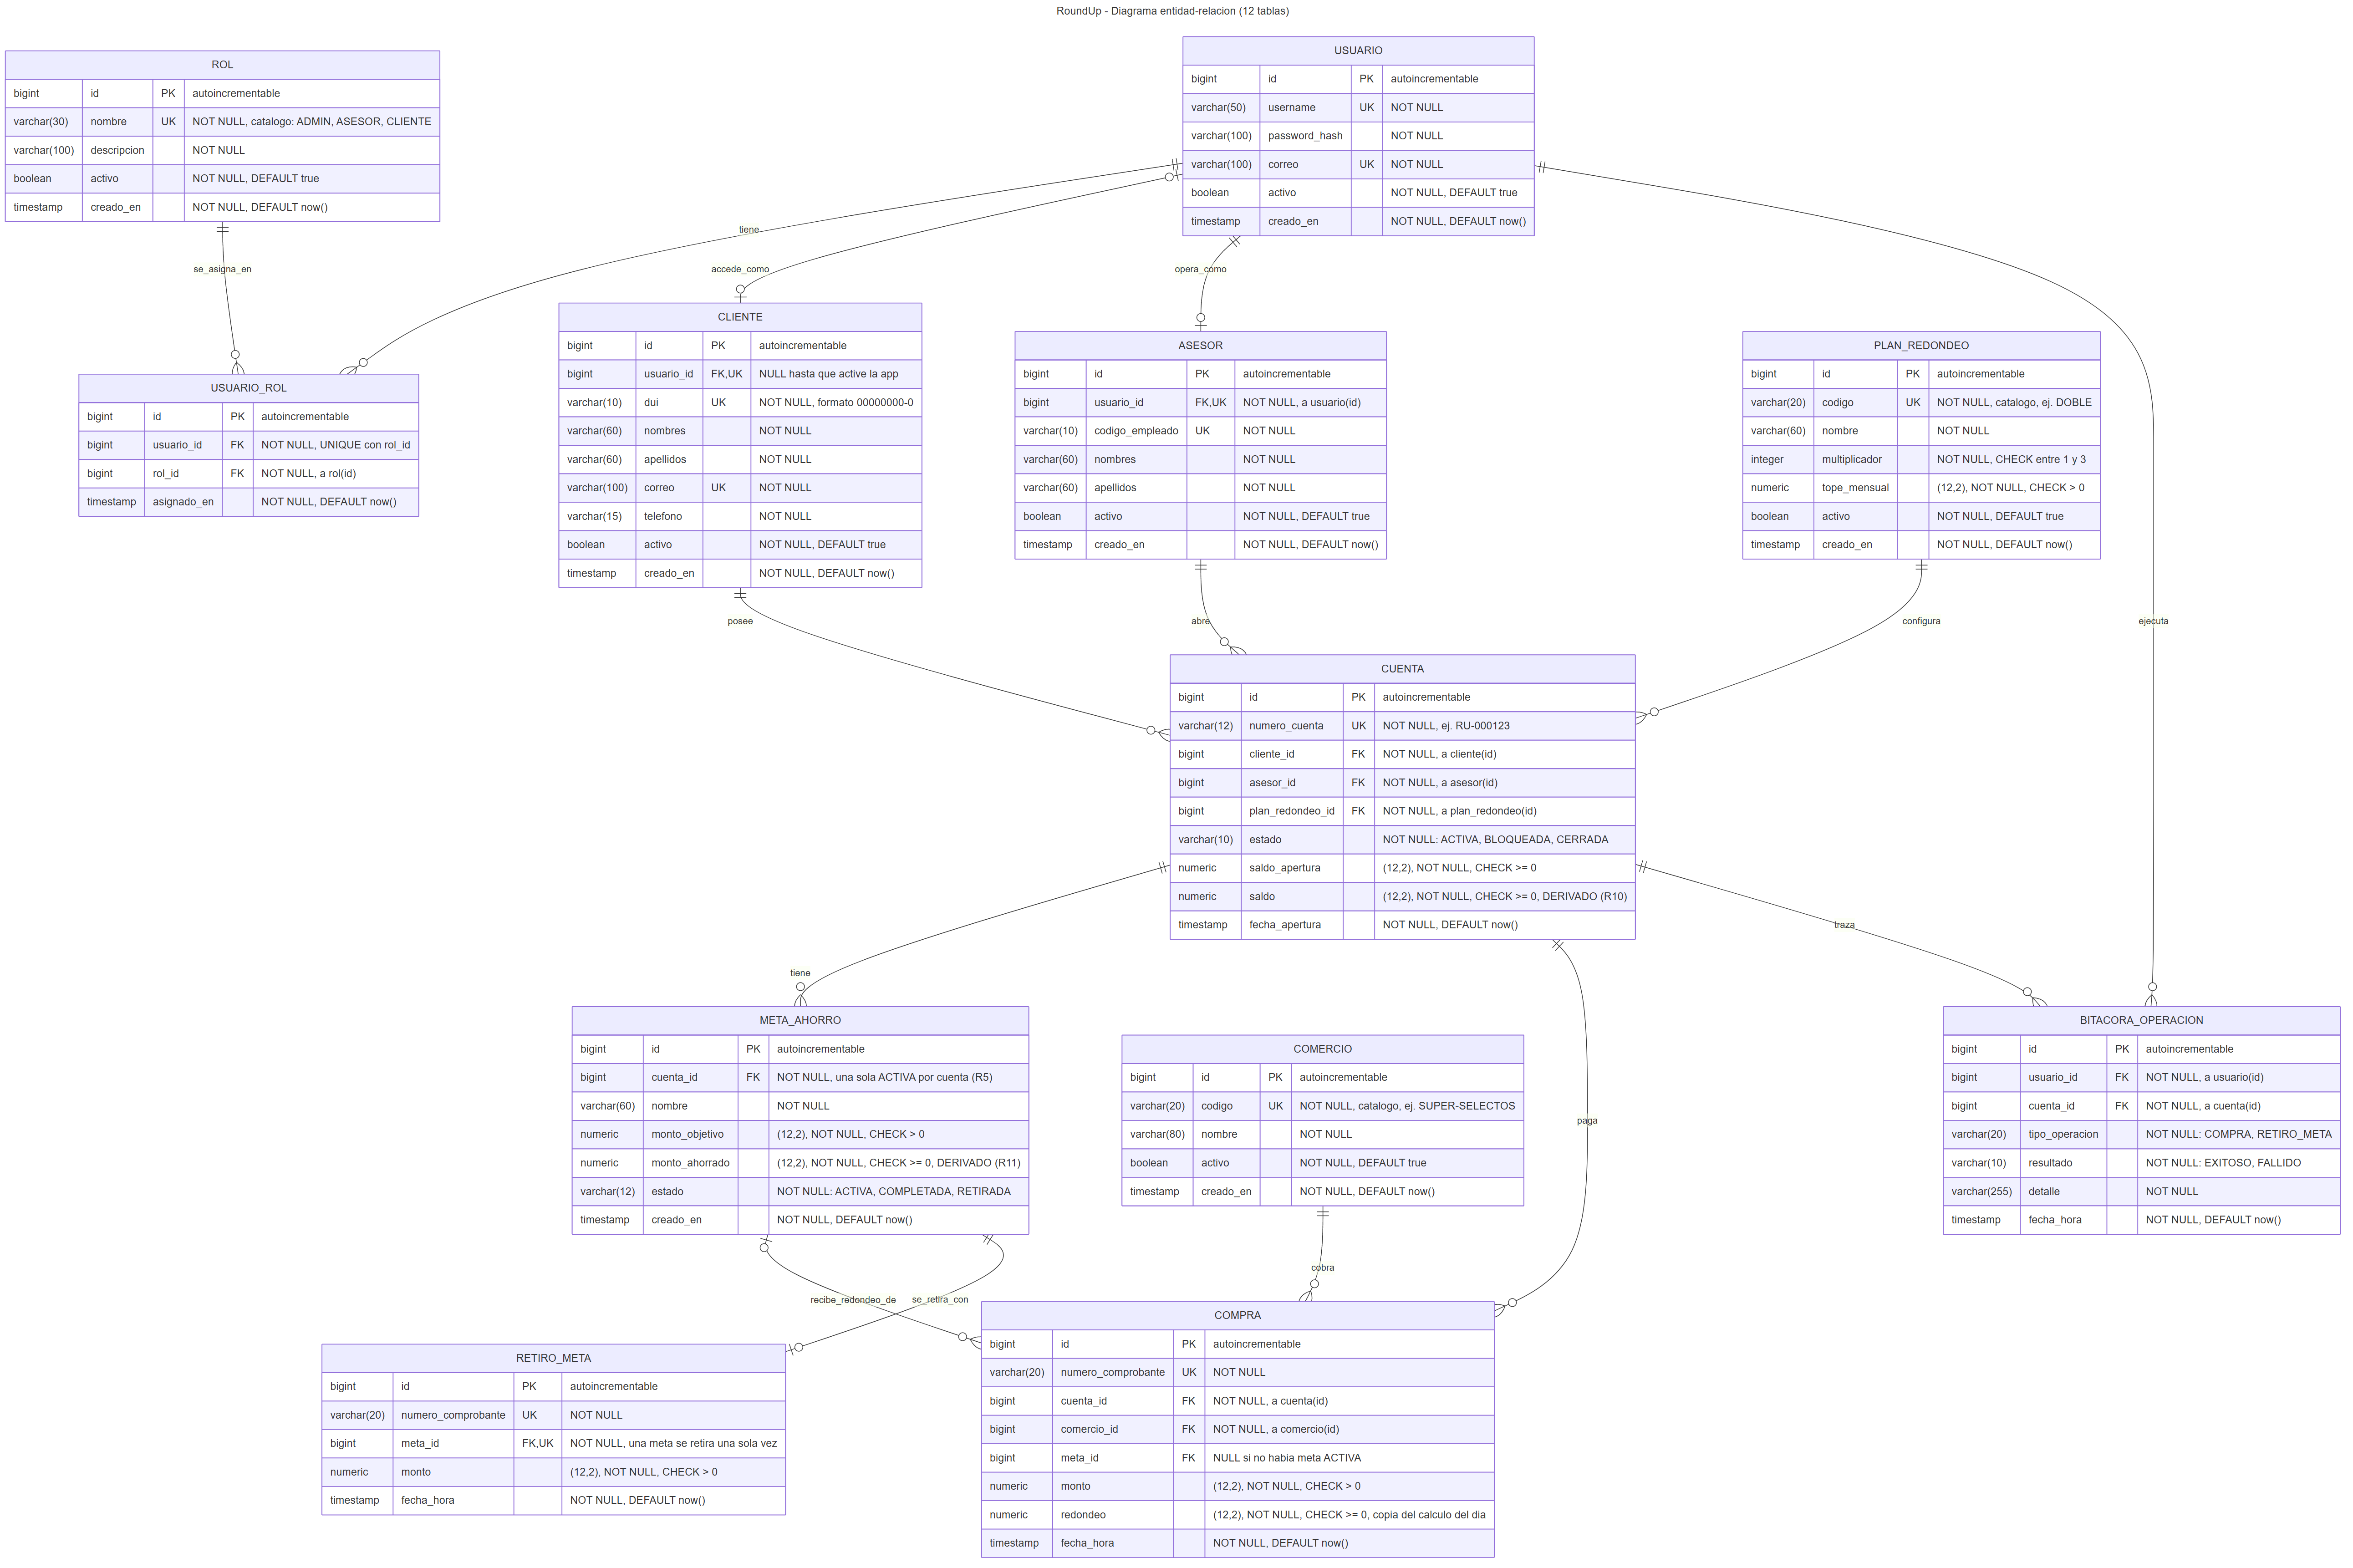 RoundUp - Diagrama entidad-relacion (12 tablas)
ROL
bigint id PK autoincrementable
varchar(30) nombre UK NOT NULL, catalogo: ADMIN, ASESOR, CLIENTE
varchar(100) descripcion NOT NULL
boolean activo NOT NULL, DEFAULT true
timestamp creado_en NOT NULL, DEFAULT now()
USUARIO
bigint id PK autoincrementable
varchar(50) username UK NOT NULL
varchar(100) password_hash NOT NULL
varchar(100) correo UK NOT NULL
boolean activo NOT NULL, DEFAULT true
timestamp creado_en NOT NULL, DEFAULT now()
tiene
se_asigna_en
accede_como
opera_como
USUARIO_ROL
bigint id PK autoincrementable
bigint usuario_id FK NOT NULL, UNIQUE con rol_id
bigint rol_id FK NOT NULL, a rol(id)
timestamp asignado_en NOT NULL, DEFAULT now()
CLIENTE
bigint id PK autoincrementable
bigint usuario_id FK,UK NULL hasta que active la app
varchar(10) dui UK NOT NULL, formato 00000000-0
varchar(60) nombres NOT NULL
varchar(60) apellidos NOT NULL
varchar(100) correo UK NOT NULL
varchar(15) telefono NOT NULL
boolean activo NOT NULL, DEFAULT true
timestamp creado_en NOT NULL, DEFAULT now()
ASESOR
bigint id PK autoincrementable
bigint usuario_id FK,UK NOT NULL, a usuario(id)
varchar(10) codigo_empleado UK NOT NULL
varchar(60) nombres NOT NULL
varchar(60) apellidos NOT NULL
boolean activo NOT NULL, DEFAULT true
timestamp creado_en NOT NULL, DEFAULT now()
PLAN_REDONDEO
bigint id PK autoincrementable
varchar(20) codigo UK NOT NULL, catalogo, ej. DOBLE
varchar(60) nombre NOT NULL
integer multiplicador NOT NULL, CHECK entre 1 y 3
numeric tope_mensual (12,2), NOT NULL, CHECK > 0
boolean activo NOT NULL, DEFAULT true
timestamp creado_en NOT NULL, DEFAULT now()
posee
abre
configura
ejecuta
CUENTA
bigint id PK autoincrementable
varchar(12) numero_cuenta UK NOT NULL, ej. RU-000123
bigint cliente_id FK NOT NULL, a cliente(id)
bigint asesor_id FK NOT NULL, a asesor(id)
bigint plan_redondeo_id FK NOT NULL, a plan_redondeo(id)
varchar(10) estado NOT NULL: ACTIVA, BLOQUEADA, CERRADA
numeric saldo_apertura (12,2), NOT NULL, CHECK >= 0
numeric saldo (12,2), NOT NULL, CHECK >= 0, DERIVADO (R10)
timestamp fecha_apertura NOT NULL, DEFAULT now()
traza
tiene
paga
META_AHORRO
bigint id PK autoincrementable
bigint cuenta_id FK NOT NULL, una sola ACTIVA por cuenta (R5)
varchar(60) nombre NOT NULL
numeric monto_objetivo (12,2), NOT NULL, CHECK > 0
numeric monto_ahorrado (12,2), NOT NULL, CHECK >= 0, DERIVADO (R11)
varchar(12) estado NOT NULL: ACTIVA, COMPLETADA, RETIRADA
timestamp creado_en NOT NULL, DEFAULT now()
COMERCIO
bigint id PK autoincrementable
varchar(20) codigo UK NOT NULL, catalogo, ej. SUPER-SELECTOS
varchar(80) nombre NOT NULL
boolean activo NOT NULL, DEFAULT true
timestamp creado_en NOT NULL, DEFAULT now()
BITACORA_OPERACION
bigint id PK autoincrementable
bigint usuario_id FK NOT NULL, a usuario(id)
bigint cuenta_id FK NOT NULL, a cuenta(id)
varchar(20) tipo_operacion NOT NULL: COMPRA, RETIRO_META
varchar(10) resultado NOT NULL: EXITOSO, FALLIDO
varchar(255) detalle NOT NULL
timestamp fecha_hora NOT NULL, DEFAULT now()
cobra
recibe_redondeo_de
se_retira_con
RETIRO_META
bigint id PK autoincrementable
varchar(20) numero_comprobante UK NOT NULL
bigint meta_id FK,UK NOT NULL, una meta se retira una sola vez
numeric monto (12,2), NOT NULL, CHECK > 0
timestamp fecha_hora NOT NULL, DEFAULT now()
COMPRA
bigint id PK autoincrementable
varchar(20) numero_comprobante UK NOT NULL
bigint cuenta_id FK NOT NULL, a cuenta(id)
bigint comercio_id FK NOT NULL, a comercio(id)
bigint meta_id FK NULL si no habia meta ACTIVA
numeric monto (12,2), NOT NULL, CHECK > 0
numeric redondeo (12,2), NOT NULL, CHECK >= 0, copia del calculo del dia
timestamp fecha_hora NOT NULL, DEFAULT now()